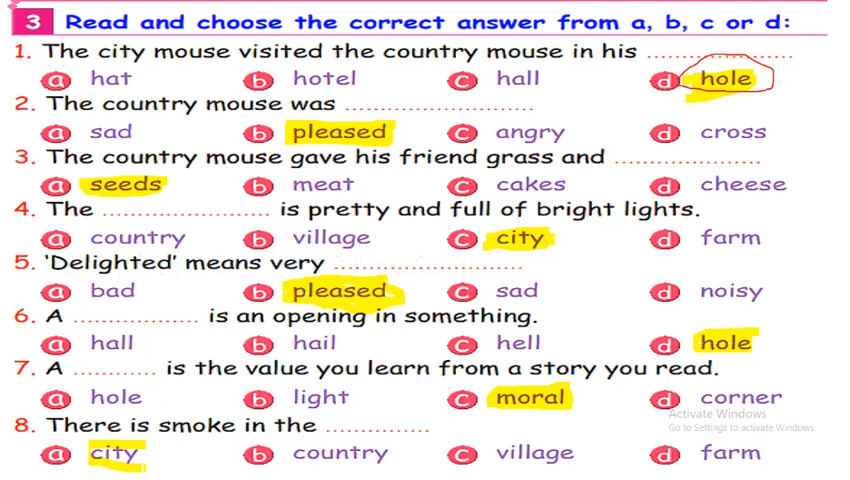 3 Read and choose the correct answer from a, b, c or d:
1. The city mouse visited the country mouse in his ....................
a hat b hotel c hall d hole
2. The country mouse was ..........................
a sad b pleased c angry d cross
3. The country mouse gave his friend grass and ....................
a seeds b meat c cakes d cheese
4. The ....................... is pretty and full of bright lights.
a country b village c city d farm
5. ‘Delighted’ means very ..........................
a bad b pleased c sad d noisy
6. A ................. is an opening in something.
a hall b hail c hell d hole
7. A ........... is the value you learn from a story you read.
a hole b light c moral d corner
Activate Windows
Go to Settings to activate Windows.
8. There is smoke in the ..............
a city b country c village d farm